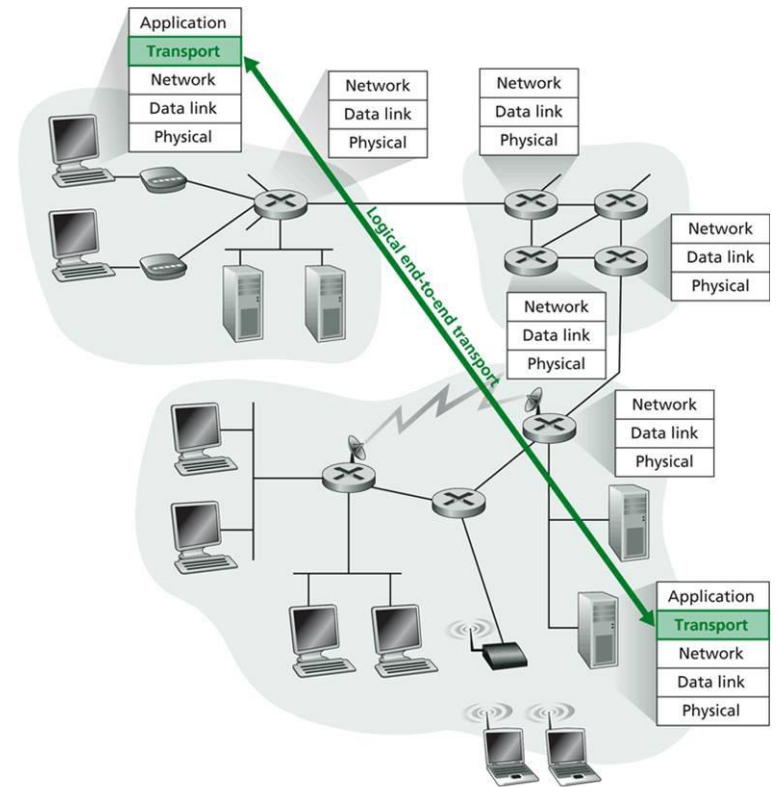 Application
Transport
Network
Data link
Physical
Network
Data link
Physical
Network
Data link
Physical
Network
Data link
Physical
Logical end-to-end transport
Network
Data link
Physical
Network
Data link
Physical
Application
Transport
Network
Data link
Physical